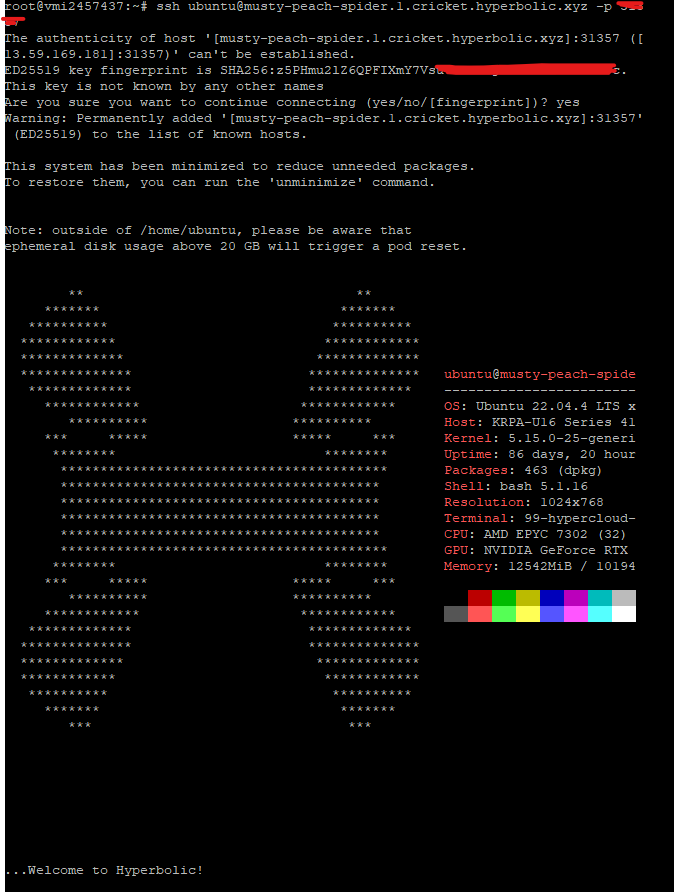 root@vmi2457437:~# ssh ubuntu@musty-peach-spider.1.cricket.hyperbolic.xyz -p
The authenticity of host '[musty-peach-spider.1.cricket.hyperbolic.xyz]:31357 ([
13.59.169.181]:31357)' can't be established.
ED25519 key fingerprint is SHA256:z5PHmu2lZ6QPFIXmY7Vs
This key is not known by any other names
Are you sure you want to continue connecting (yes/no/[fingerprint])? yes
Warning: Permanently added '[musty-peach-spider.1.cricket.hyperbolic.xyz]:31357'
(ED25519) to the list of known hosts.
This system has been minimized to reduce unneeded packages.
To restore them, you can run the 'unminimize' command.
Note: outside of /home/ubuntu, please be aware that
ephemeral disk usage above 20 GB will trigger a pod reset.
ubuntu@musty-peach-spide
------------------------
OS: Ubuntu 22.04.4 LTS x
Host: KRPA-U16 Series 41
Kernel: 5.15.0-25-generi
Uptime: 86 days, 20 hour
Packages: 463 (dpkg)
Shell: bash 5.1.16
Resolution: 1024x768
Terminal: 99-hypercloud-
CPU: AMD EPYC 7302 (32)
GPU: NVIDIA GeForce RTX
Memory: 12542MiB / 10194
...Welcome to Hyperbolic!